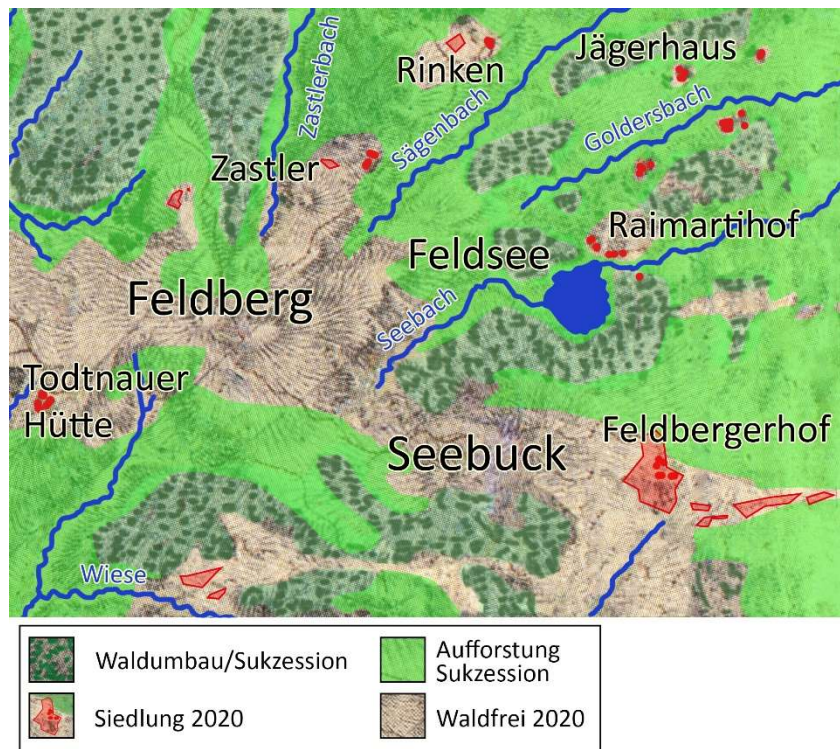 Rinken
Jägerhaus
Zastlerbach
Sägenbach
Goldersbach
Zastler
Raimartihof
Feldsee
Feldberg
Seebach
Todtnauer
Hütte
Feldbergerhof
Seebuck
Wiese
Waldumbau/Sukzession
Aufforstung
Sukzession
Siedlung 2020
Waldfrei 2020